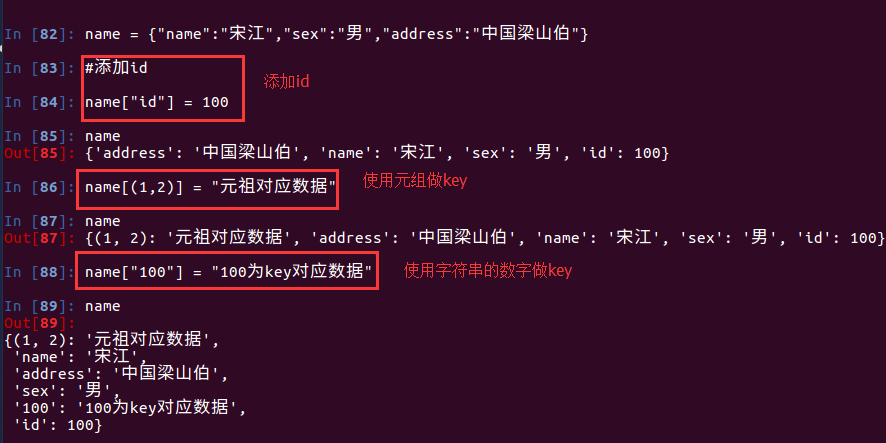 In [82]: name = {"name":"宋江","sex":"男","address":"中国梁山伯"}
In [83]: #添加id
添加id
In [84]: name["id"] = 100
In [85]: name
Out[85]: {'address': '中国梁山伯', 'name': '宋江', 'sex': '男', 'id': 100}
In [86]: name[(1,2)] = "元祖对应数据"
使用元组做key
In [87]: name
Out[87]: {(1, 2): '元祖对应数据', 'address': '中国梁山伯', 'name': '宋江', 'sex': '男', 'id': 100}
In [88]: name["100"] = "100为key对应数据"
使用字符串的数字做key
In [89]: name
Out[89]:
{(1, 2): '元祖对应数据',
'name': '宋江',
'address': '中国梁山伯',
'sex': '男',
'100': '100为key对应数据',
'id': 100}